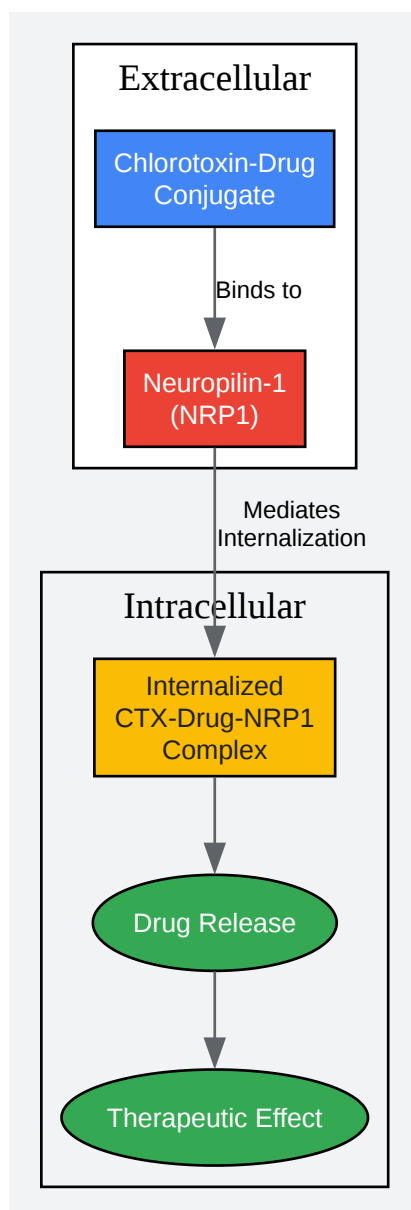 Extracellular
Chlorotoxin-Drug
Conjugate
Binds to
Neuropilin-1
(NRP1)
Mediates
Internalization
Intracellular
Internalized
CTX-Drug-NRP1
Complex
Drug Release
Therapeutic Effect